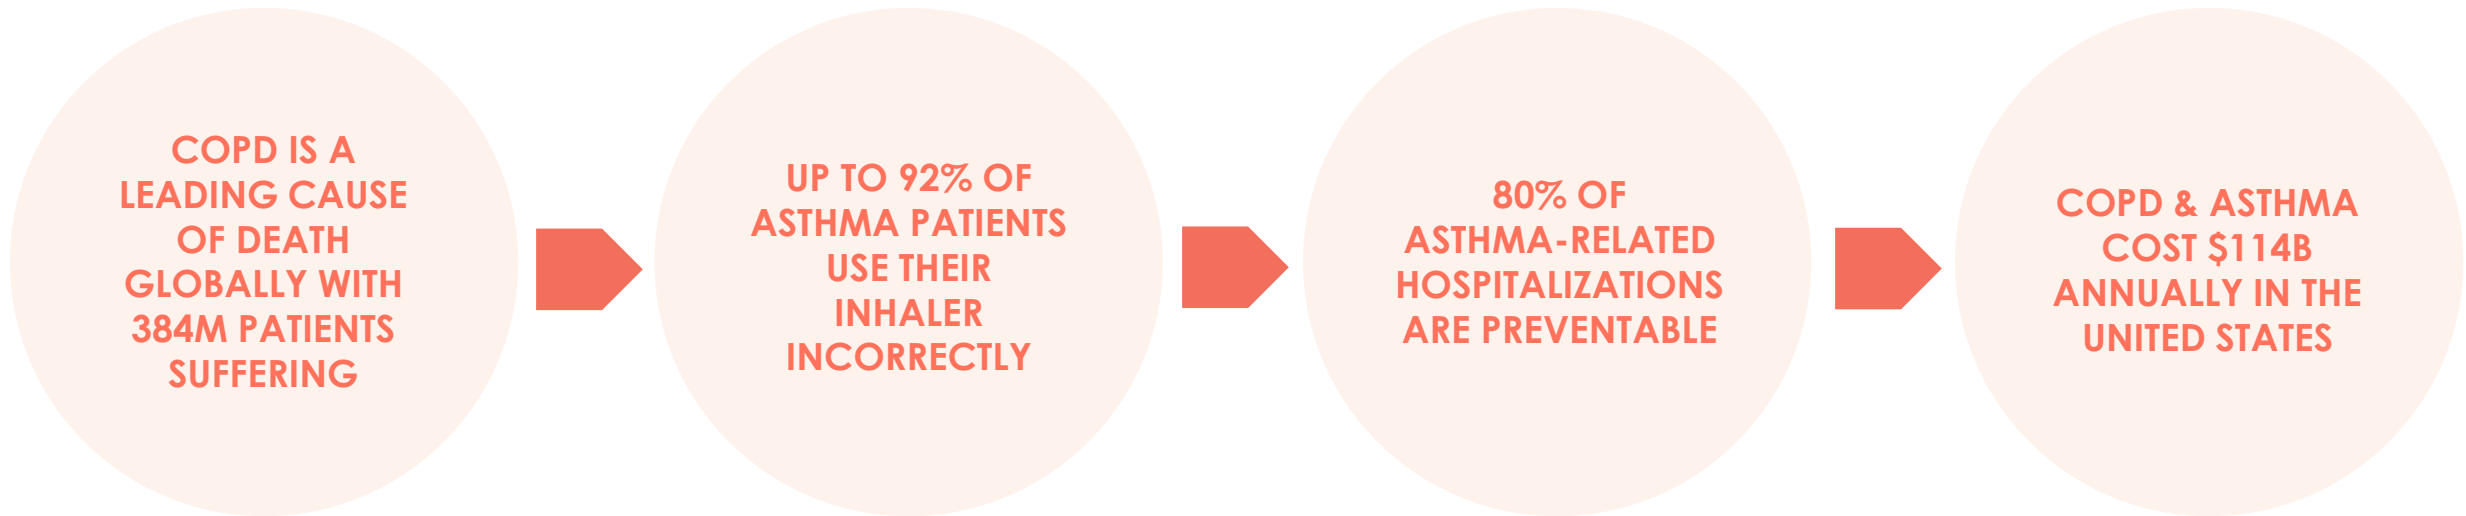 COPD IS A
LEADING CAUSE
OF DEATH
GLOBALLY WITH
384M PATIENTS
SUFFERING
UP TO 92% OF
ASTHMA PATIENTS
USE THEIR
INHALER
INCORRECTLY
80% OF
ASTHMA-RELATED
HOSPITALIZATIONS
ARE PREVENTABLE
COPD & ASTHMA
COST $114B
ANNUALLY IN THE
UNITED STATES